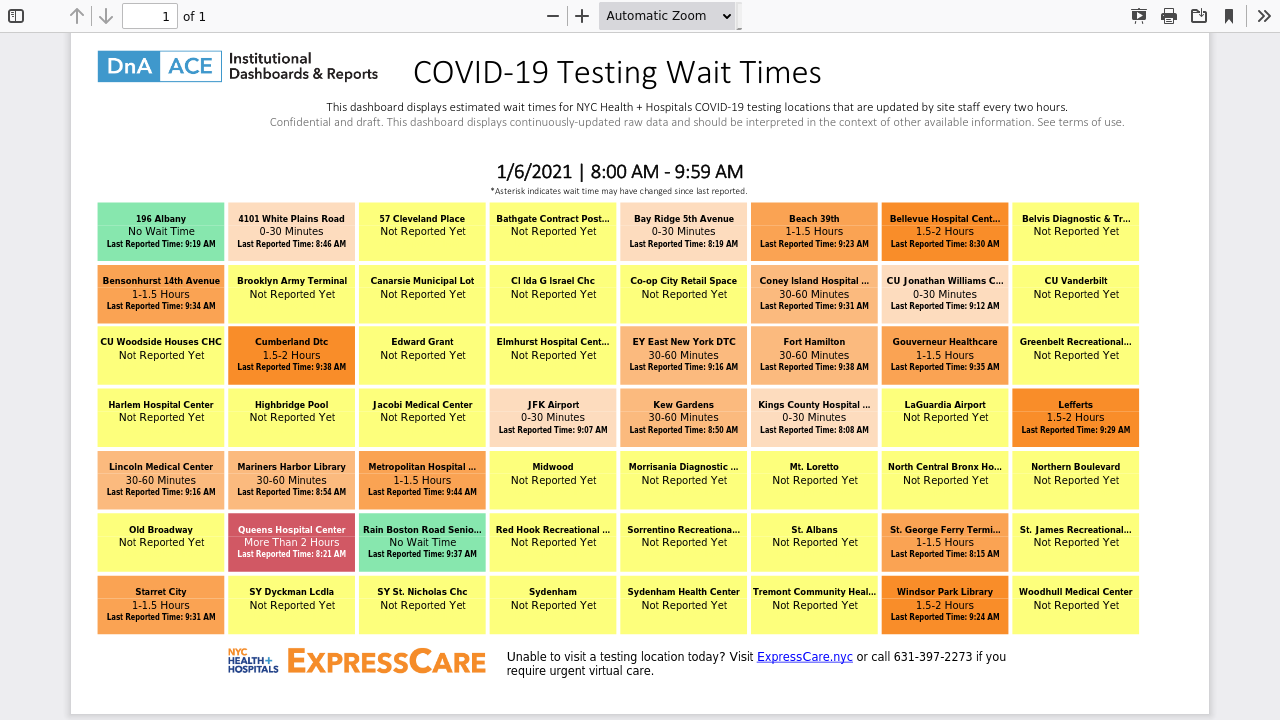 1 of 1 Automatic Zoom
DnA ACE Institutional
Dashboards & Reports
COVID-19 Testing Wait Times
This dashboard displays estimated wait times for NYC Health + Hospitals COVID-19 testing locations that are updated by site staff every two hours.
Confidential and draft. This dashboard displays continuously-updated raw data and should be interpreted in the context of other available information. See terms of use.
1/6/2021 | 8:00 AM - 9:59 AM
*Asterisk indicates wait time may have changed since last reported.
196 Albany
No Wait Time
Last Reported Time: 9:19 AM
4101 White Plains Road
0-30 Minutes
Last Reported Time: 8:46 AM
57 Cleveland Place
Not Reported Yet
Bathgate Contract Post...
Not Reported Yet
Bay Ridge 5th Avenue
0-30 Minutes
Last Reported Time: 8:19 AM
Beach 39th
1-1.5 Hours
Last Reported Time: 9:23 AM
Bellevue Hospital Cent...
1.5-2 Hours
Last Reported Time: 8:30 AM
Belvis Diagnostic & Tr...
Not Reported Yet
Bensonhurst 14th Avenue
1-1.5 Hours
Last Reported Time: 9:34 AM
Brooklyn Army Terminal
Not Reported Yet
Canarsie Municipal Lot
Not Reported Yet
Cl Ida G Israel Chc
Not Reported Yet
Co-op City Retail Space
Not Reported Yet
Coney Island Hospital ...
30-60 Minutes
Last Reported Time: 9:31 AM
CU Jonathan Williams C...
0-30 Minutes
Last Reported Time: 9:12 AM
CU Vanderbilt
Not Reported Yet
CU Woodside Houses CHC
Not Reported Yet
Cumberland Dtc
1.5-2 Hours
Last Reported Time: 9:38 AM
Edward Grant
Not Reported Yet
Elmhurst Hospital Cent...
Not Reported Yet
EY East New York DTC
30-60 Minutes
Last Reported Time: 9:16 AM
Fort Hamilton
30-60 Minutes
Last Reported Time: 9:38 AM
Gouverneur Healthcare
1-1.5 Hours
Last Reported Time: 9:35 AM
Greenbelt Recreational...
Not Reported Yet
Harlem Hospital Center
Not Reported Yet
Highbridge Pool
Not Reported Yet
Jacobi Medical Center
Not Reported Yet
JFK Airport
0-30 Minutes
Last Reported Time: 9:07 AM
Kew Gardens
30-60 Minutes
Last Reported Time: 8:50 AM
Kings County Hospital ...
0-30 Minutes
Last Reported Time: 8:08 AM
LaGuardia Airport
Not Reported Yet
Lefferts
1.5-2 Hours
Last Reported Time: 9:29 AM
Lincoln Medical Center
30-60 Minutes
Last Reported Time: 9:16 AM
Mariners Harbor Library
30-60 Minutes
Last Reported Time: 8:54 AM
Metropolitan Hospital ...
1-1.5 Hours
Last Reported Time: 9:44 AM
Midwood
Not Reported Yet
Morrisania Diagnostic ...
Not Reported Yet
Mt. Loretto
Not Reported Yet
North Central Bronx Ho...
Not Reported Yet
Northern Boulevard
Not Reported Yet
Old Broadway
Not Reported Yet
Queens Hospital Center
More Than 2 Hours
Last Reported Time: 8:21 AM
Rain Boston Road Senio...
No Wait Time
Last Reported Time: 9:37 AM
Red Hook Recreational ...
Not Reported Yet
Sorrentino Recreationa...
Not Reported Yet
St. Albans
Not Reported Yet
St. George Ferry Termi...
1-1.5 Hours
Last Reported Time: 8:15 AM
St. James Recreational...
Not Reported Yet
Starret City
1-1.5 Hours
Last Reported Time: 9:31 AM
SY Dyckman Lcdla
Not Reported Yet
SY St. Nicholas Chc
Not Reported Yet
Sydenham
Not Reported Yet
Sydenham Health Center
Not Reported Yet
Tremont Community Heal...
Not Reported Yet
Windsor Park Library
1.5-2 Hours
Last Reported Time: 9:24 AM
Woodhull Medical Center
Not Reported Yet
NYC
HEALTH+
HOSPITALS
EXPRESSCARE
Unable to visit a testing location today? Visit ExpressCare.nyc or call 631-397-2273 if you
require urgent virtual care.